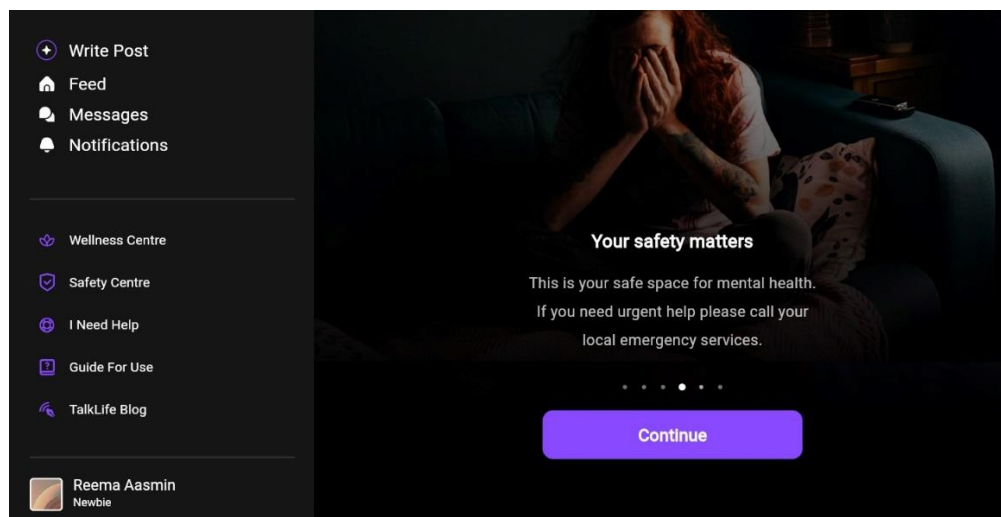 Write Post
Feed
Messages
Notifications
Wellness Centre
Safety Centre
I Need Help
Guide For Use
TalkLife Blog
Reema Aasmin
Newbie
Your safety matters
This is your safe space for mental health.
If you need urgent help please call your
local emergency services.
Continue